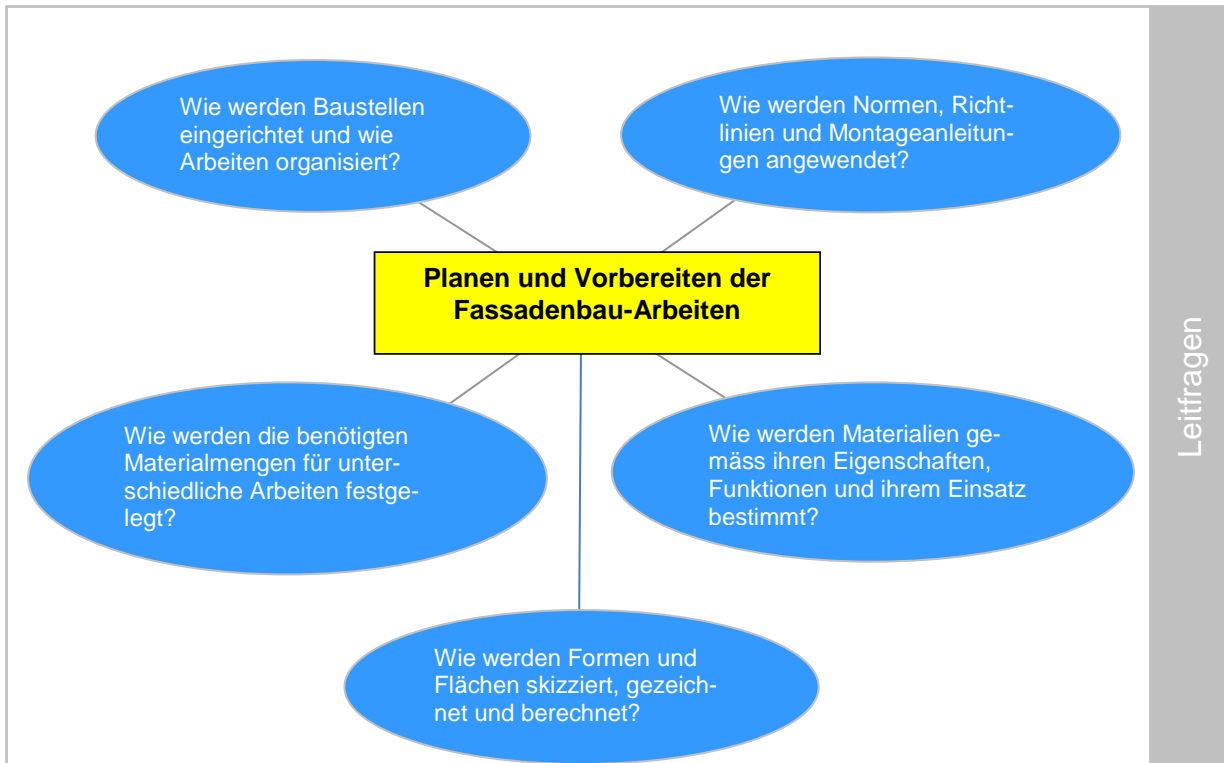 Wie werden Baustellen
eingerichtet und wie
Arbeiten organisiert?
Wie werden Normen, Richt-
linien und Montageanleitun-
gen angewendet?
Planen und Vorbereiten der
Fassadenbau-Arbeiten
Wie werden die benötigten
Materialmengen für unter-
schiedliche Arbeiten festge-
legt?
Wie werden Materialien ge-
mäss ihren Eigenschaften,
Funktionen und ihrem Einsatz
bestimmt?
Wie werden Formen und
Flächen skizziert, gezeich-
net und berechnet?
Leitfragen